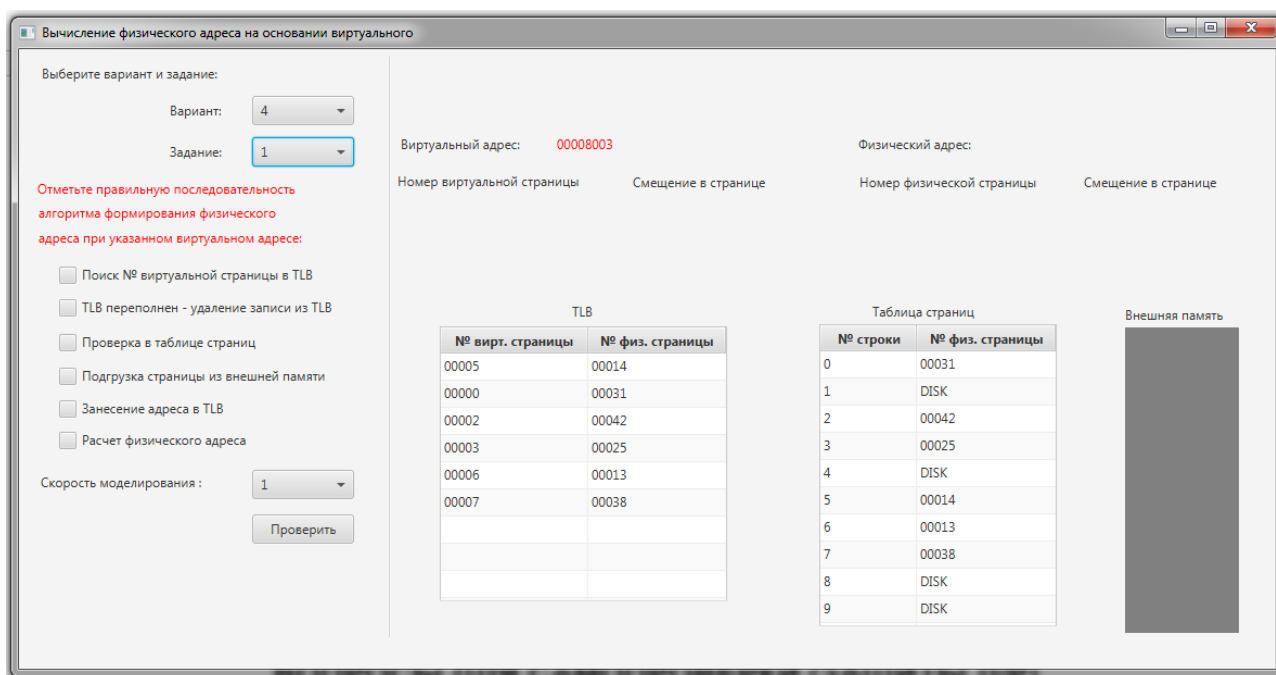 Вычисление физического адреса на основании виртуального
Выберите вариант и задание:
Вариант: 4
Задание: 1
Отметьте правильную последовательность
алгоритма формирования физического
адреса при указанном виртуальном адресе:
Поиск № виртуальной страницы в TLB
TLB переполнен - удаление записи из TLB
Проверка в таблице страниц
Подгрузка страницы из внешней памяти
Занесение адреса в TLB
Расчет физического адреса
Скорость моделирования : 1
Проверить
Виртуальный адрес: 00008003 Физический адрес:
Номер виртуальной страницы Смещение в странице Номер физической страницы Смещение в странице
TLB
№ вирт. страницы № физ. страницы
00005 00014
00000 00031
00002 00042
00003 00025
00006 00013
00007 00038
Таблица страниц
№ строки № физ. страницы
0 00031
1 DISK
2 00042
3 00025
4 DISK
5 00014
6 00013
7 00038
8 DISK
9 DISK
Внешняя память